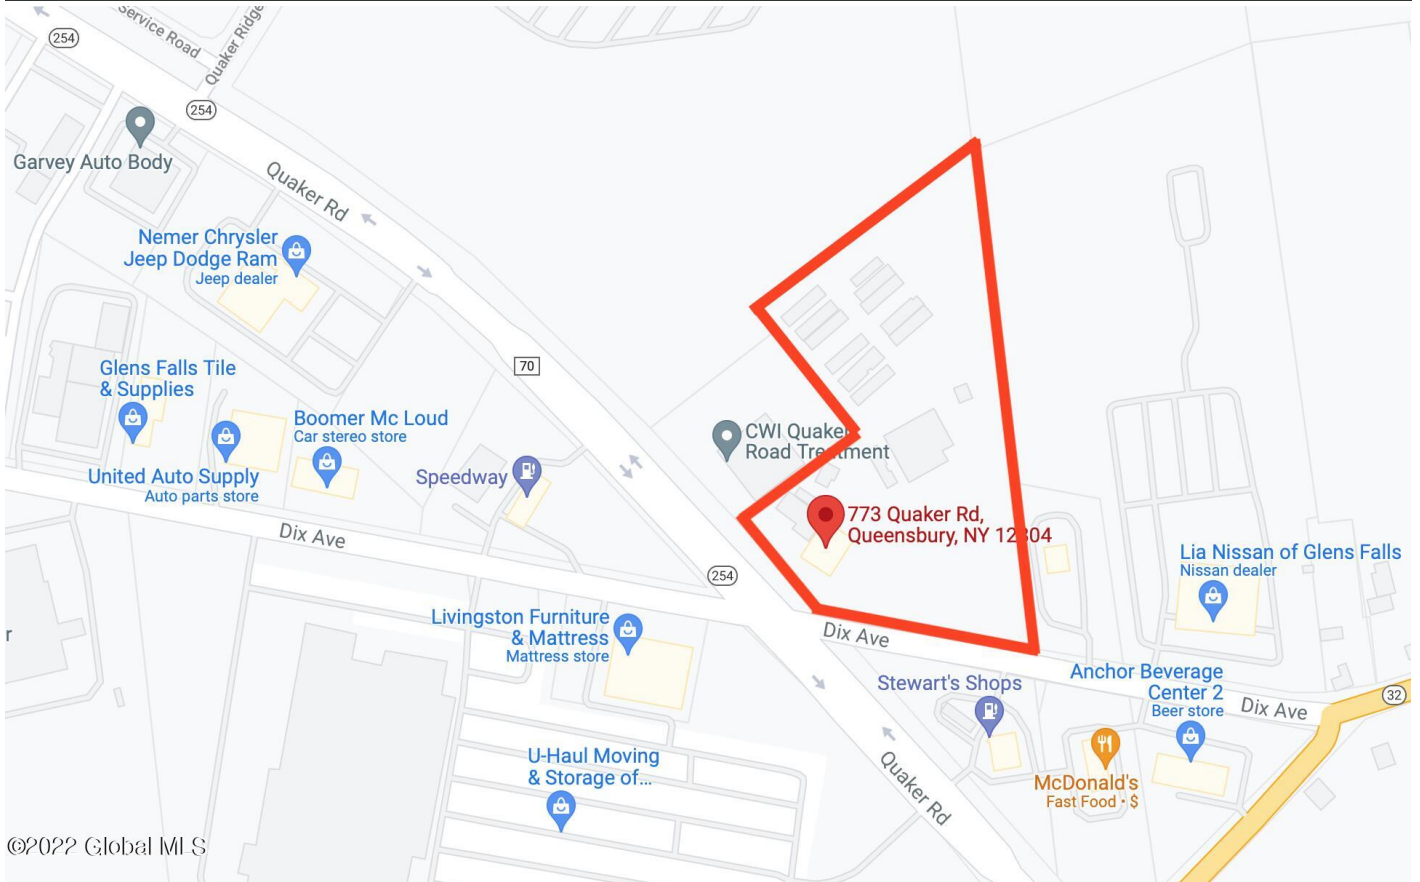 Service Road
Quaker Ridge
254
254
Garvey Auto Body
Quaker Rd
Nemer Chrysler
Jeep Dodge Ram
Jeep dealer
70
Glens Falls Tile
& Supplies
Boomer Mc Loud
Car stereo store
CWI Quaker
Road Treatment
United Auto Supply
Auto parts store
Speedway
773 Quaker Rd,
Queensbury, NY 12804
Dix Ave
Lia Nissan of Glens Falls
Nissan dealer
254
Livingston Furniture
& Mattress
Mattress store
Dix Ave
r
Stewart's Shops
Anchor Beverage
Center 2
Beer store
Dix Ave
32
U-Haul Moving
& Storage of...
Quaker Rd
McDonald's
Fast Food • $
©2022 Global MLS